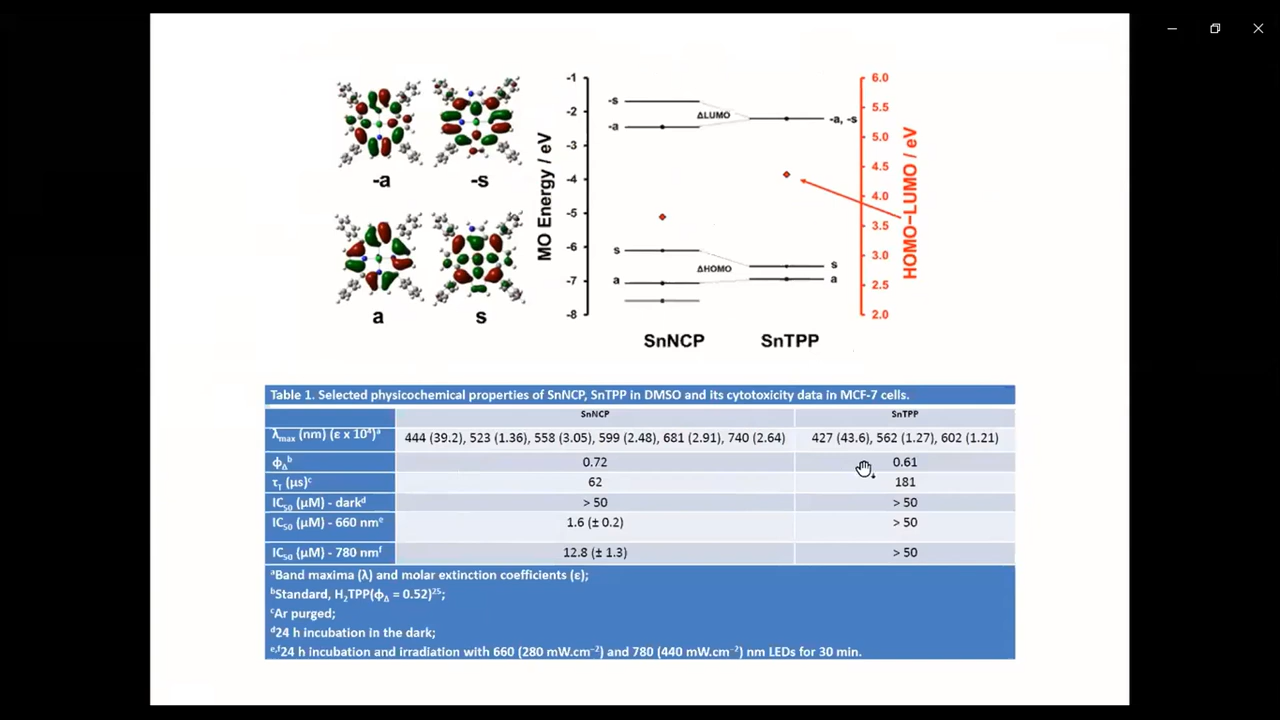 -a
-s
a
s
MO Energy / eV
-1
-2
-3
-4
-5
-6
-7
-8
-s
-a
ΔLUMO
-a, -s
s
a
ΔHOMO
s
a
SnNCP
SnTPP
6.0
5.5
5.0
4.5
4.0
3.5
3.0
2.5
2.0
HOMO−LUMO / eV
Table 1. Selected physicochemical properties of SnNCP, SnTPP in DMSO and its cytotoxicity data in MCF-7 cells.
SnNCP SnTPP
λmax (nm) (ε x 10⁴)ᵃ 444 (39.2), 523 (1.36), 558 (3.05), 599 (2.48), 681 (2.91), 740 (2.64) 427 (43.6), 562 (1.27), 602 (1.21)
ϕΔᵇ 0.72 0.61
τT (μs)ᶜ 62 181
IC₅₀ (μM) - darkᵈ > 50 > 50
IC₅₀ (μM) - 660 nmᵉ 1.6 (± 0.2) > 50
IC₅₀ (μM) - 780 nmᶠ 12.8 (± 1.3) > 50
ᵃBand maxima (λ) and molar extinction coefficients (ε);
ᵇStandard, H₂TPP(ϕΔ = 0.52)²⁵;
ᶜAr purged;
ᵈ24 h incubation in the dark;
ᵉ,ᶠ24 h incubation and irradiation with 660 (280 mW.cm⁻²) and 780 (440 mW.cm⁻²) nm LEDs for 30 min.